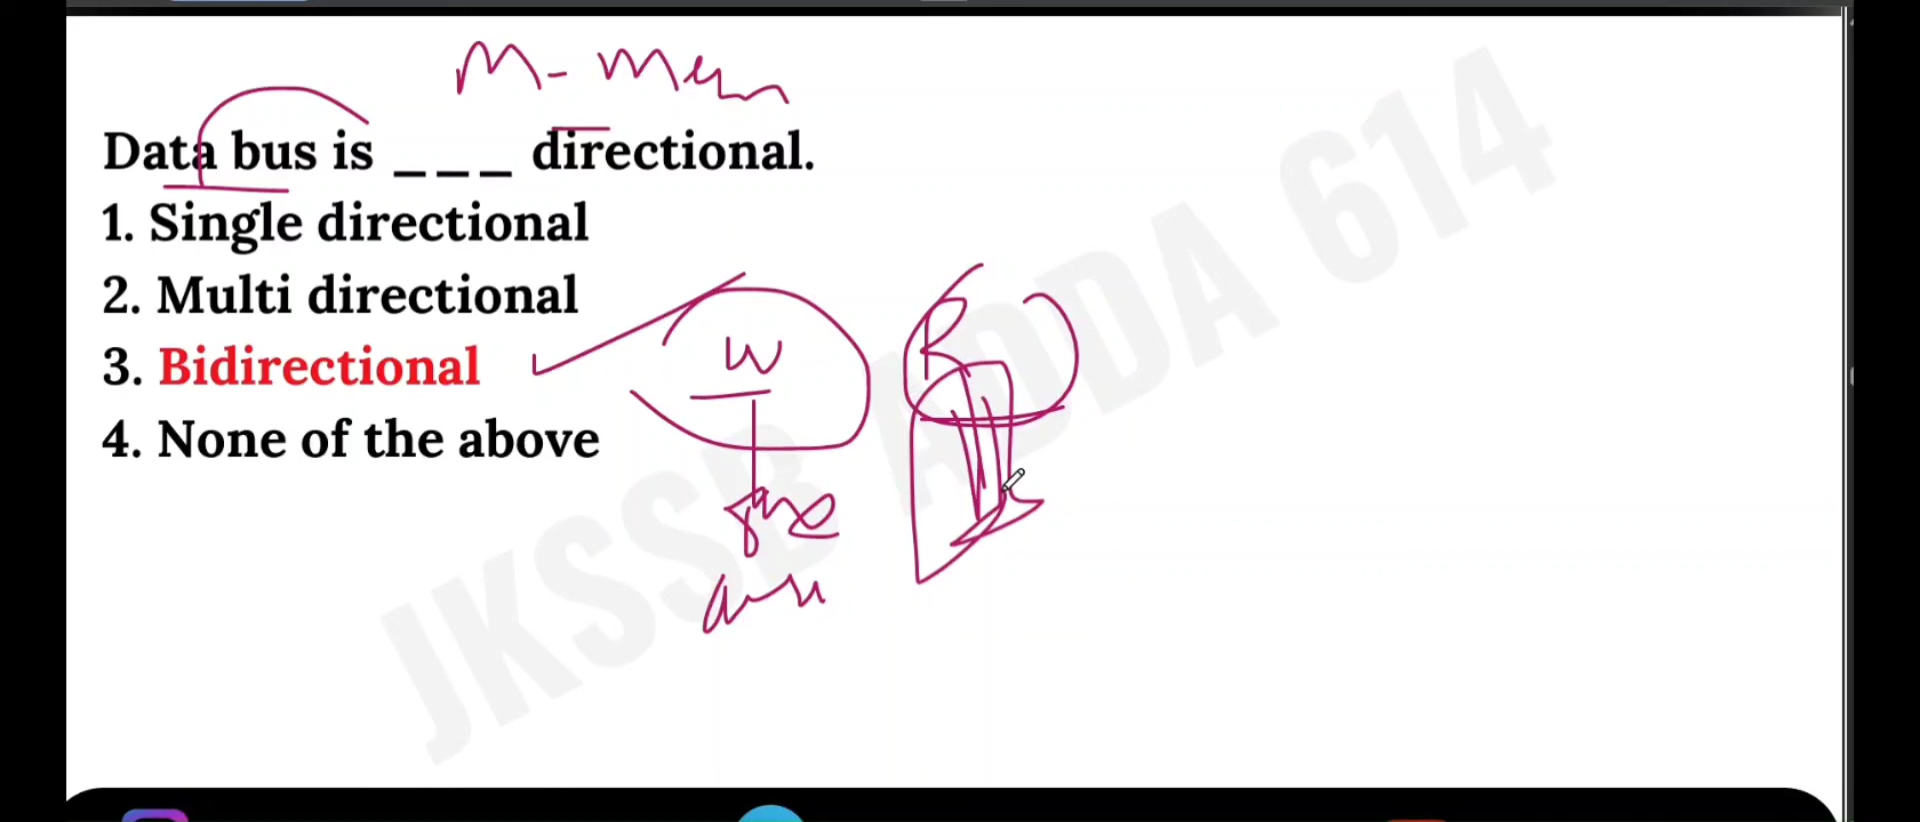 M - Mem
Data bus is _ _ _ directional.
1. Single directional
2. Multi directional
3. Bidirectional
4. None of the above
W
R
JKSSB ADDA 614